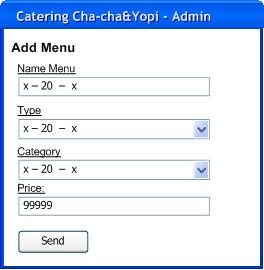 Catering Cha-cha&Yopi - Admin
Add Menu
Name Menu
x – 20 – x
Type
x – 20 – x
Category
x – 20 – x
Price:
99999
Send